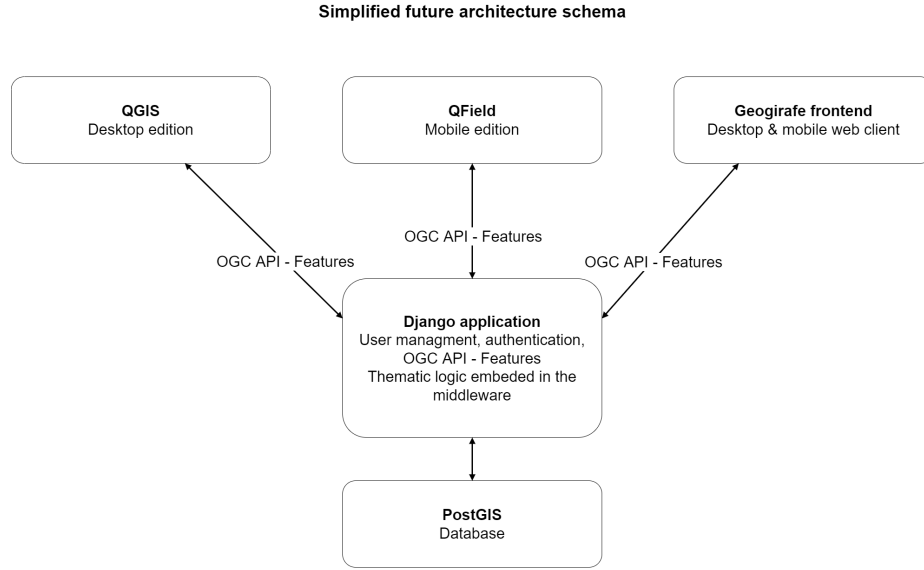 Simplified future architecture schema
QGIS
Desktop edition
QField
Mobile edition
Geogirafe frontend
Desktop & mobile web client
OGC API - Features
OGC API - Features
OGC API - Features
Django application
User managment, authentication,
OGC API - Features
Thematic logic embeded in the
middleware
PostGIS
Database